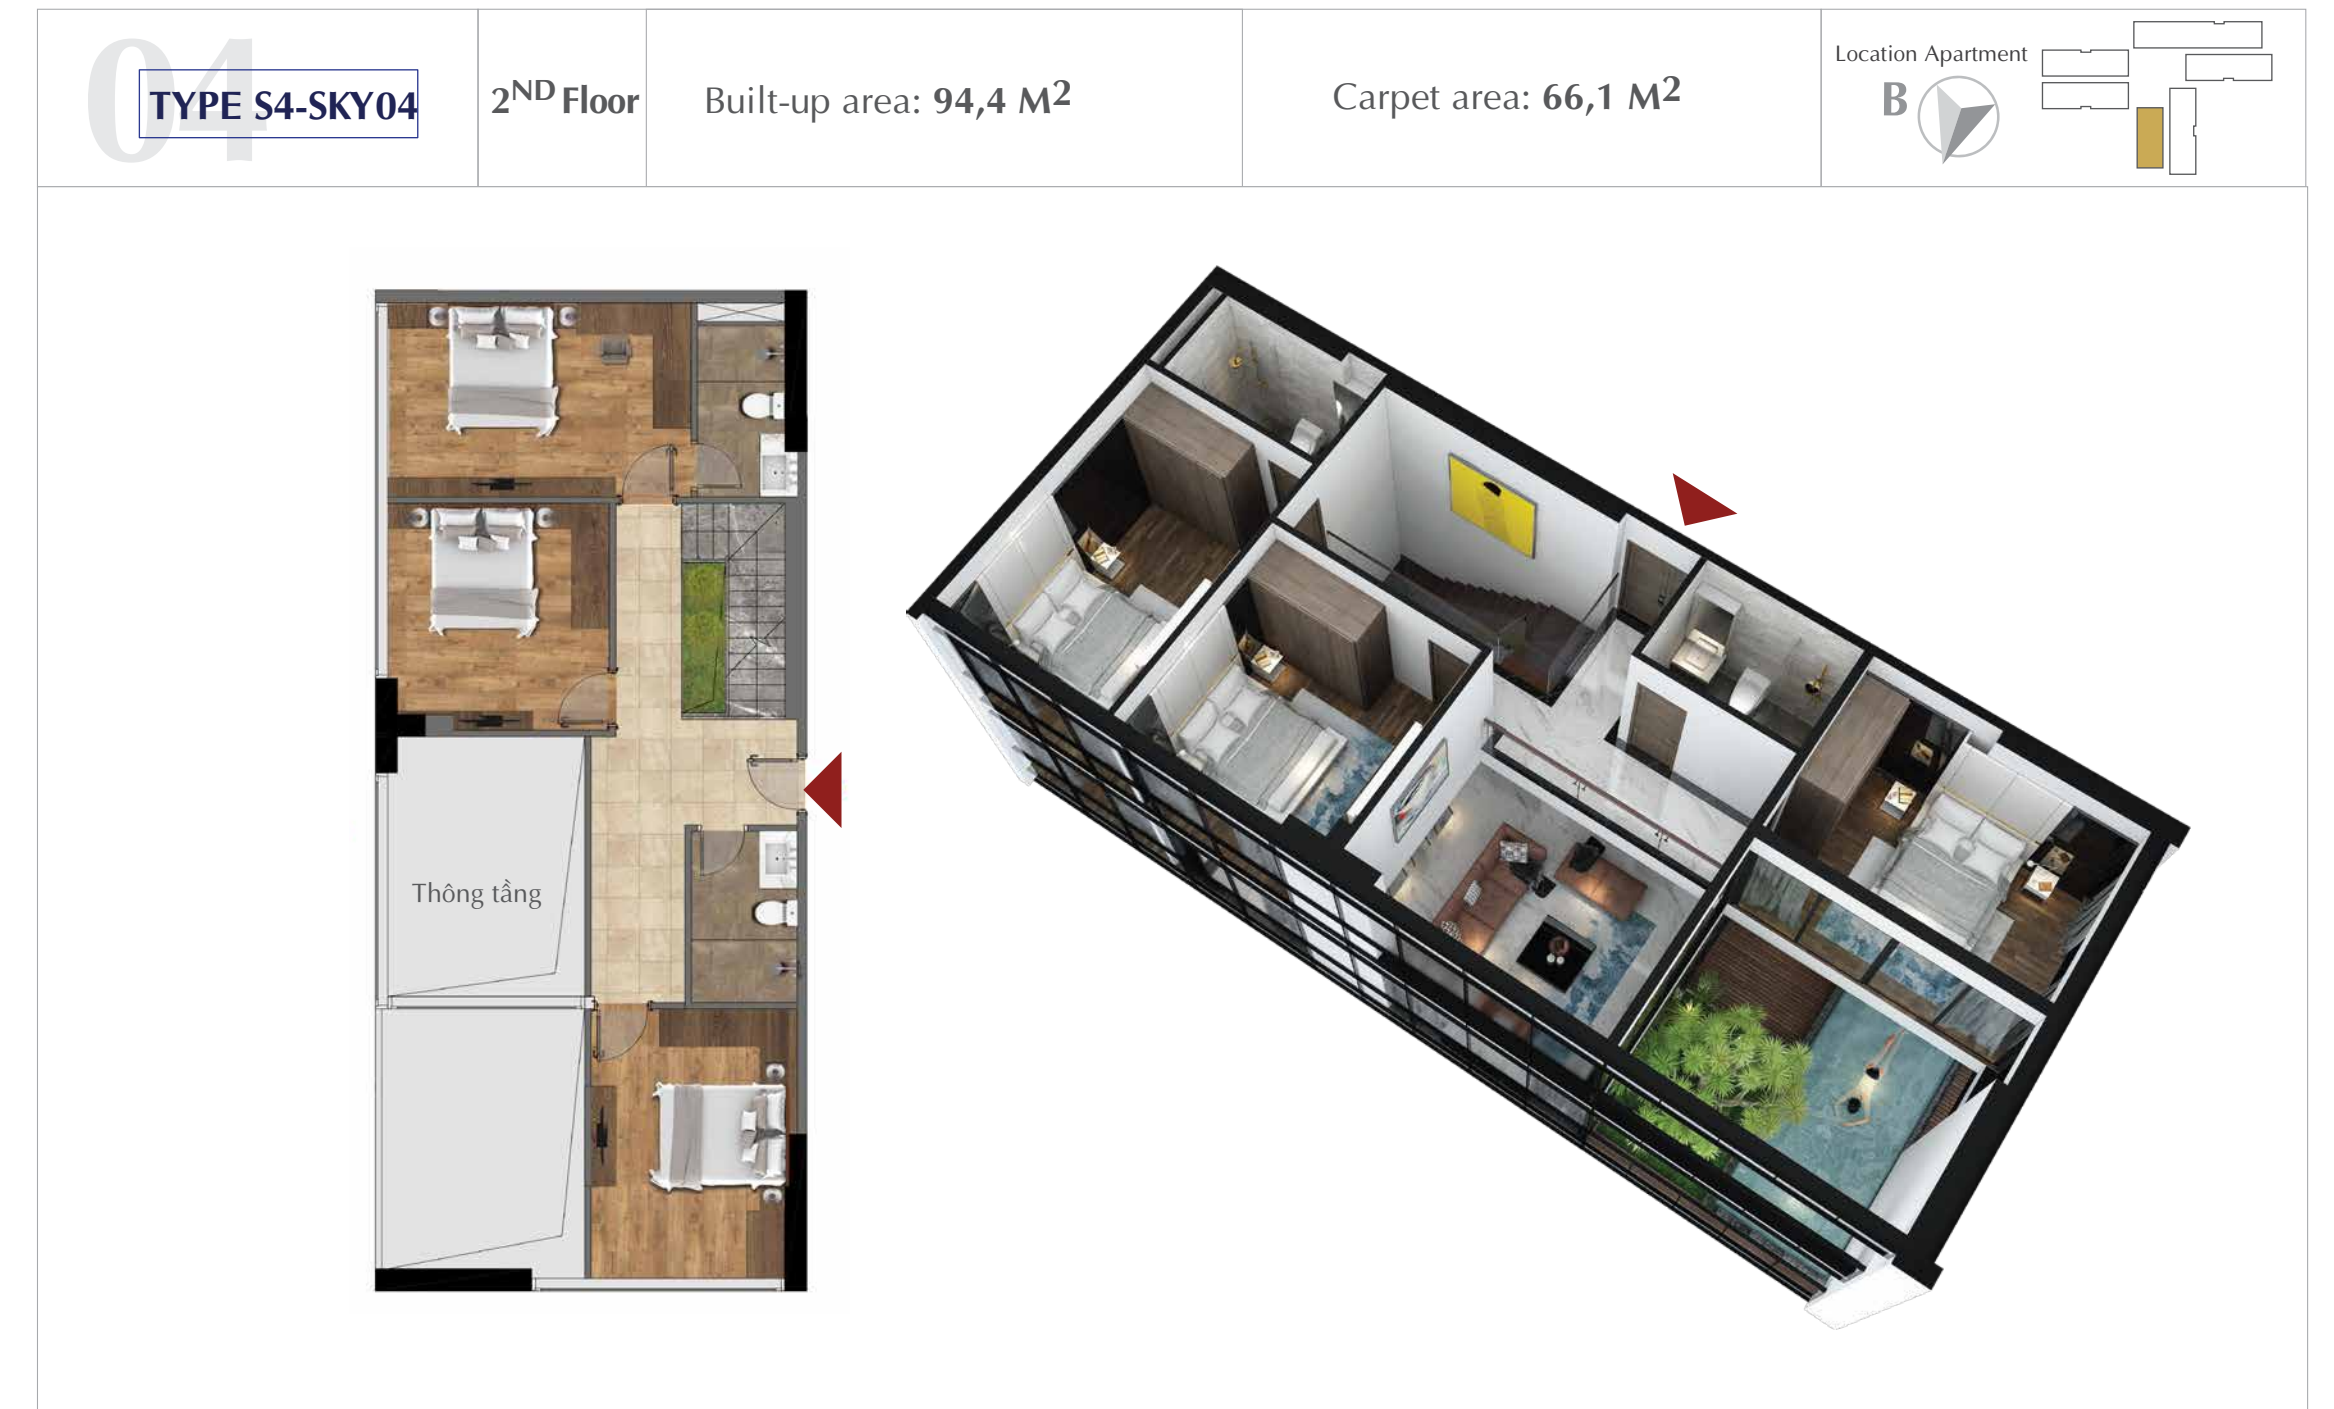 04
TYPE S4-SKY04
2ND Floor
Built-up area: 94,4 M2
Carpet area: 66,1 M2
Location Apartment
B
Thông tầng